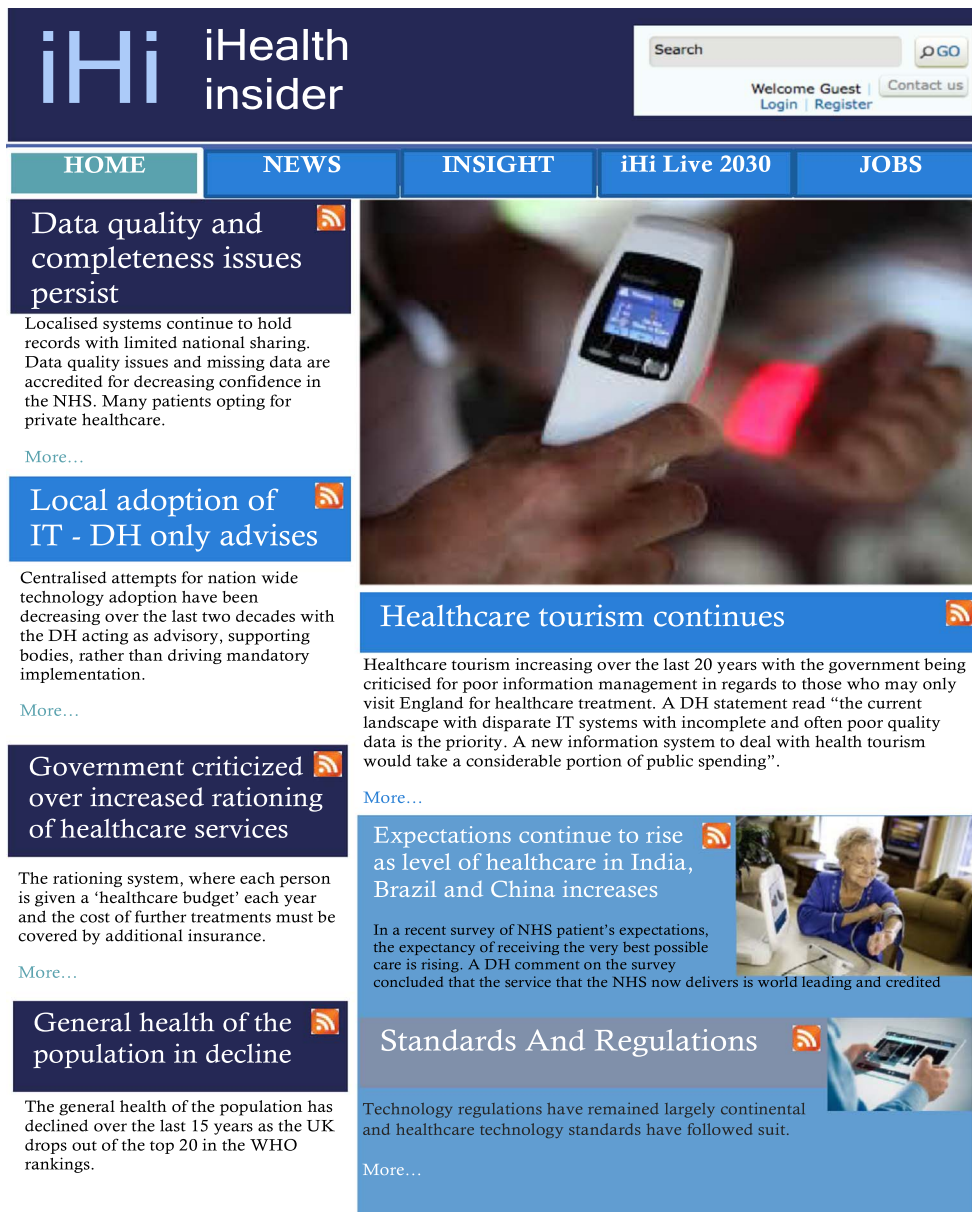 iHi
iHealth
insider
Search
GO
Welcome Guest |
Contact us
Login | Register
HOME
NEWS
INSIGHT
iHi Live 2030
JOBS
Data quality and
completeness issues
persist
Localised systems continue to hold
records with limited national sharing.
Data quality issues and missing data are
accredited for decreasing confidence in
the NHS. Many patients opting for
private healthcare.
More…
Local adoption of
IT - DH only advises
Centralised attempts for nation wide
technology adoption have been
decreasing over the last two decades with
the DH acting as advisory, supporting
bodies, rather than driving mandatory
implementation.
More…
Government criticized
over increased rationing
of healthcare services
The rationing system, where each person
is given a ‘healthcare budget’ each year
and the cost of further treatments must be
covered by additional insurance.
More…
General health of the
population in decline
The general health of the population has
declined over the last 15 years as the UK
drops out of the top 20 in the WHO
rankings.
Healthcare tourism continues
Healthcare tourism increasing over the last 20 years with the government being
criticised for poor information management in regards to those who may only
visit England for healthcare treatment. A DH statement read “the current
landscape with disparate IT systems with incomplete and often poor quality
data is the priority. A new information system to deal with health tourism
would take a considerable portion of public spending”.
More…
Expectations continue to rise
as level of healthcare in India,
Brazil and China increases
In a recent survey of NHS patient’s expectations,
the expectancy of receiving the very best possible
care is rising. A DH comment on the survey
concluded that the service that the NHS now delivers is world leading and credited
Standards And Regulations
Technology regulations have remained largely continental
and healthcare technology standards have followed suit.
More…